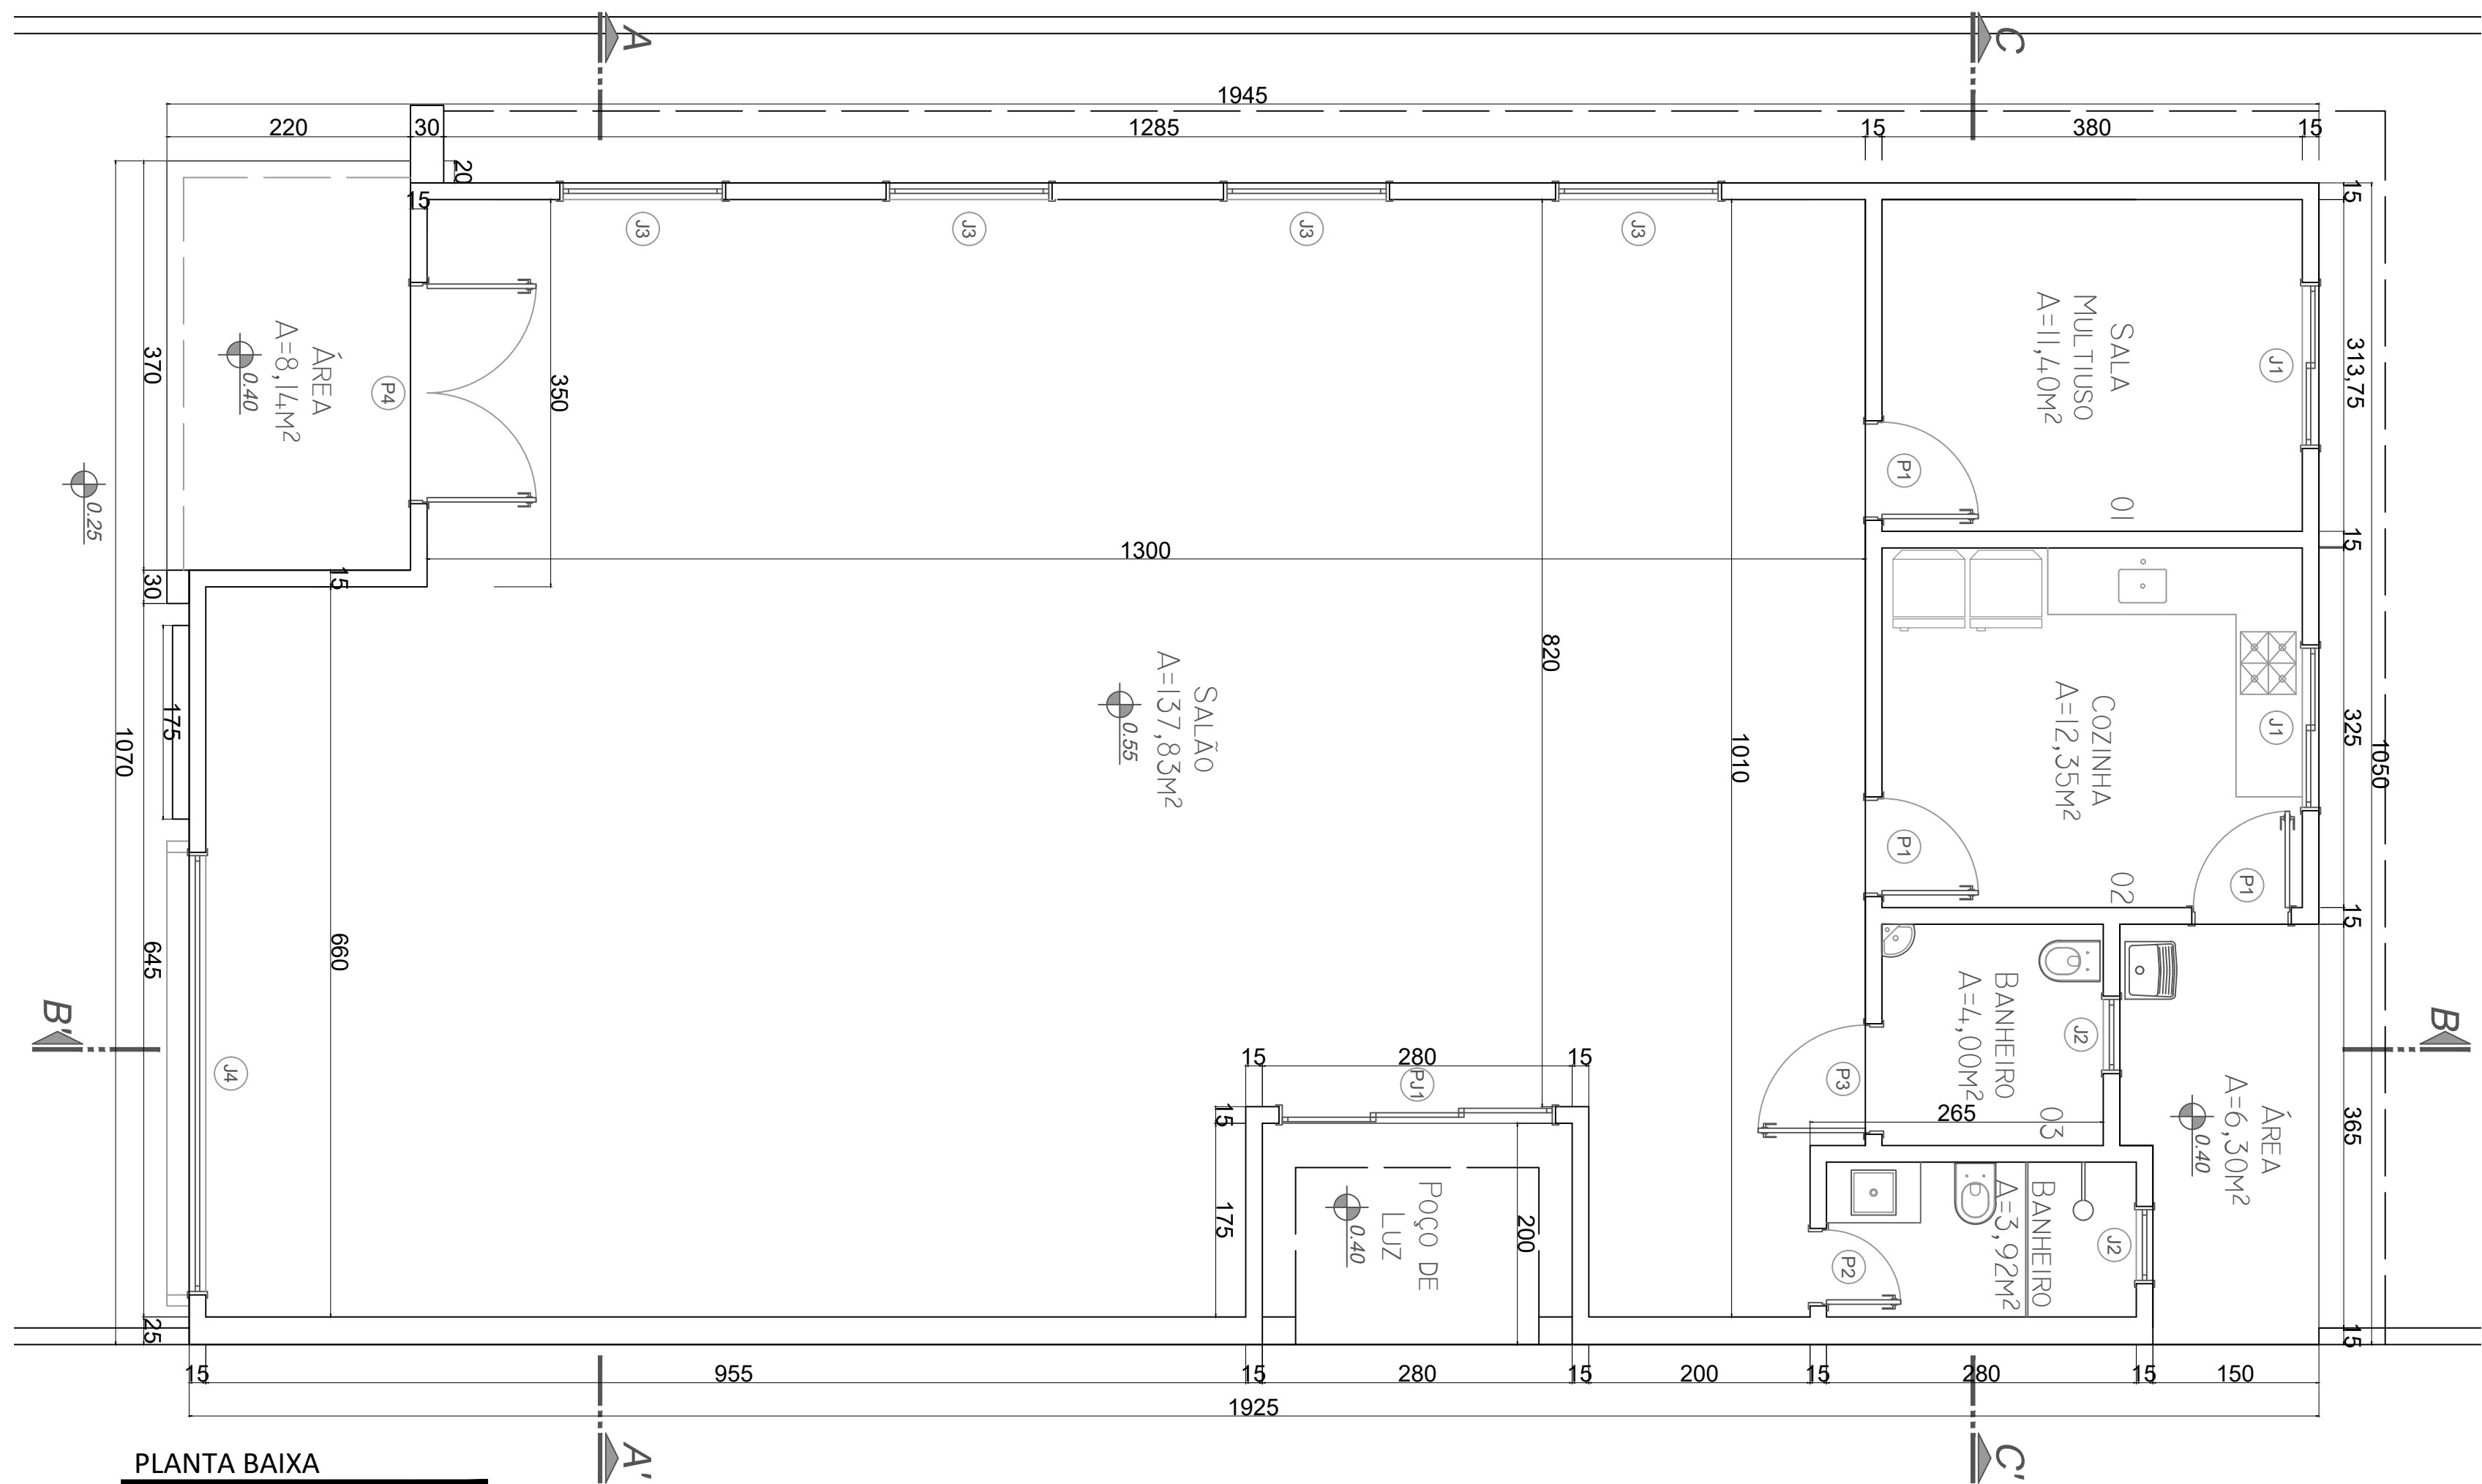 A
C
1945
220
30
1285
15
380
15
20
15
15
J3
J3
J3
J3
SALA
MULTIUSO
A=11,40M²
01
J1
313,75
P1
15
ÁREA
A=8,14M²
0.40
P4
370
350
0.25
1300
15
30
SALÃO
A=137,83M²
0.55
820
1010
COZINHA
A=12,35M²
02
J1
325
1050
P1
P1
15
175
1070
660
645
B'
B
J4
BANHEIRO
A=4,00M²
03
J2
P3
265
ÁREA
A=6,30M²
0.40
365
15
280
15
PJ1
15
175
200
POÇO DE
LUZ
0.40
BANHEIRO
A=3,92M²
J2
P2
25
15
15
955
15
280
15
200
15
280
15
150
1925
A'
C'
PLANTA BAIXA